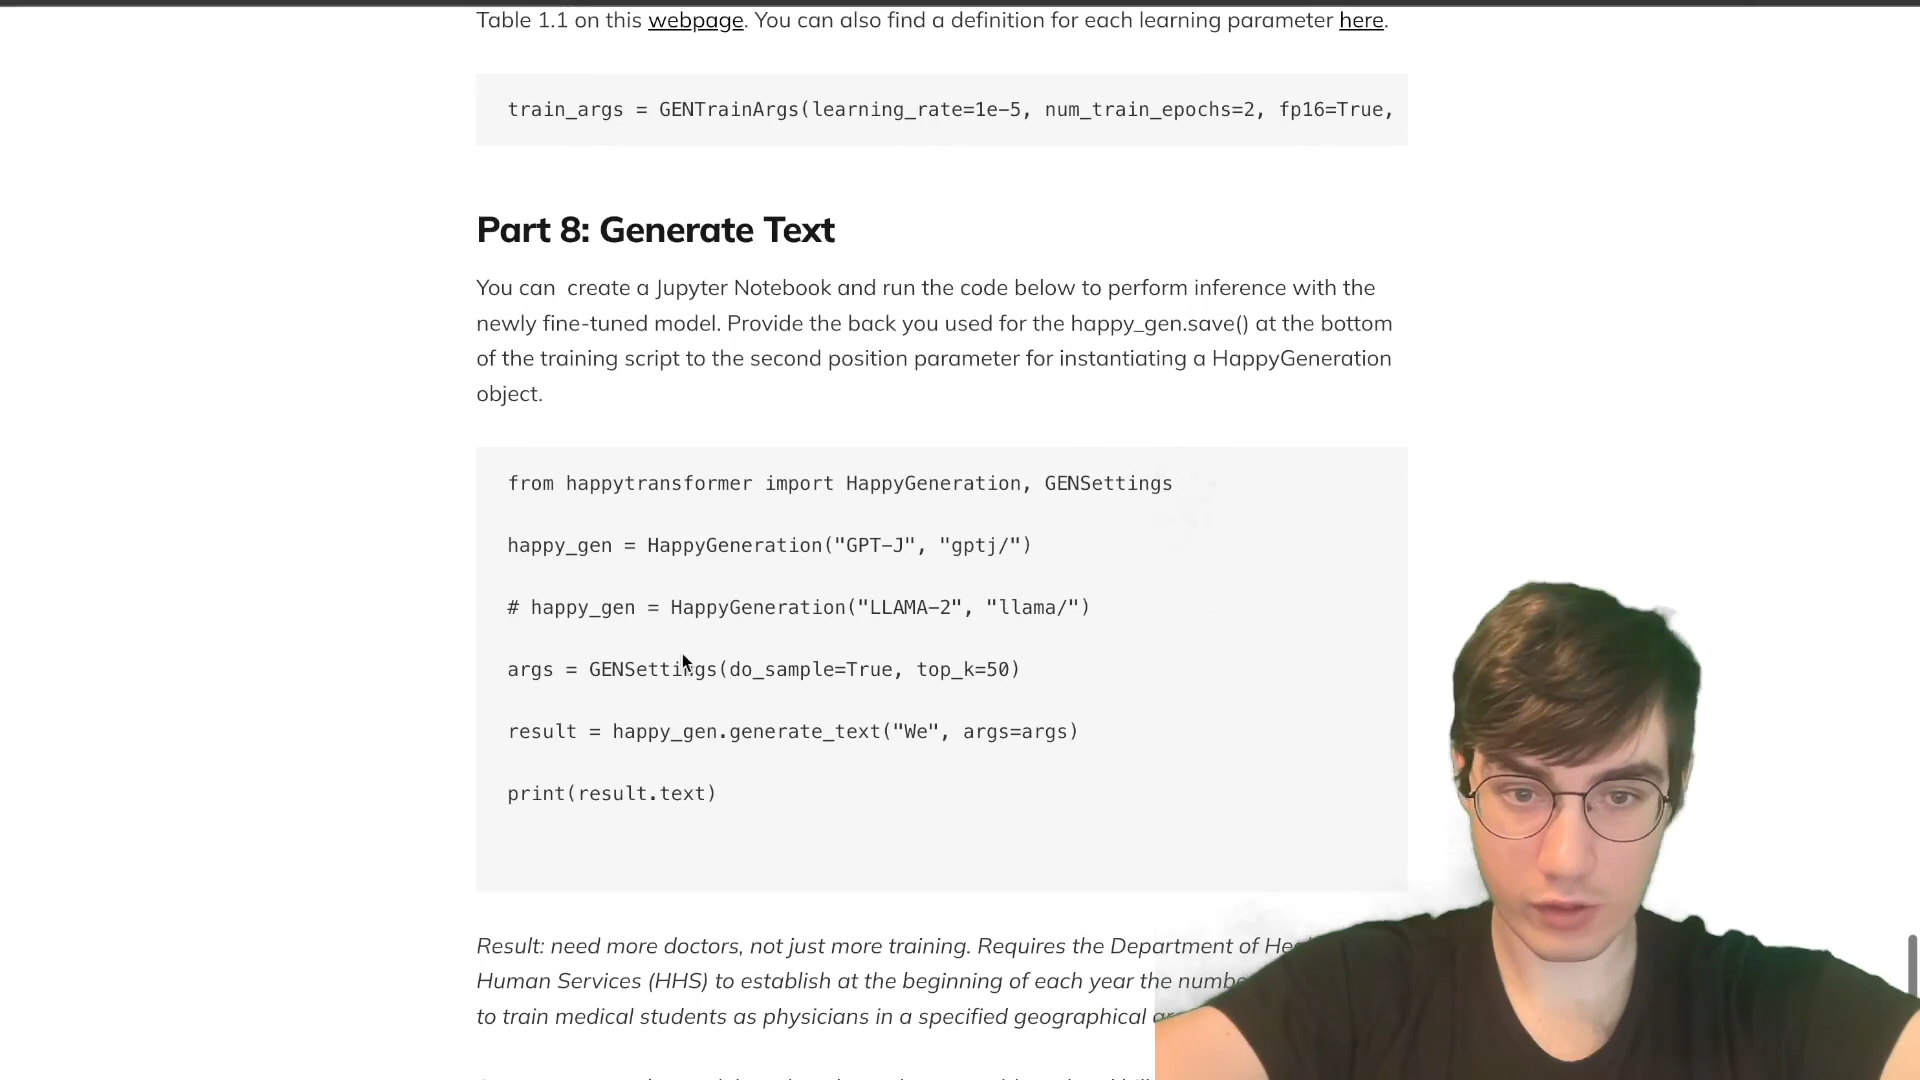 Table 1.1 on this webpage. You can also find a definition for each learning parameter here.
train_args = GENTrainArgs(learning_rate=1e-5, num_train_epochs=2, fp16=True,
Part 8: Generate Text
You can  create a Jupyter Notebook and run the code below to perform inference with the
newly fine-tuned model. Provide the back you used for the happy_gen.save() at the bottom
of the training script to the second position parameter for instantiating a HappyGeneration
object.
from happytransformer import HappyGeneration, GENSettings
happy_gen = HappyGeneration("GPT-J", "gptj/")
# happy_gen = HappyGeneration("LLAMA-2", "llama/")
args = GENSettings(do_sample=True, top_k=50)
result = happy_gen.generate_text("We", args=args)
print(result.text)
Result: need more doctors, not just more training. Requires the Department of
Human Services (HHS) to establish at the beginning of each year the
to train medical students as physicians in a specified geographical